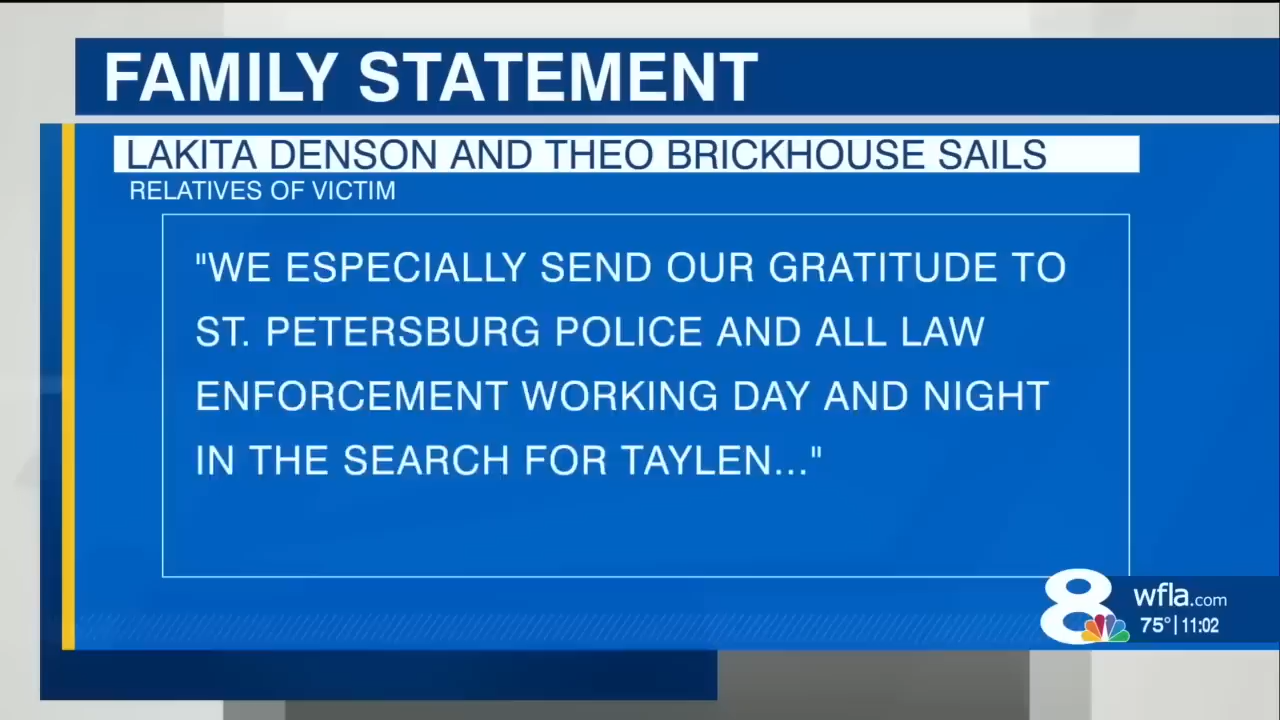 FAMILY STATEMENT
LAKITA DENSON AND THEO BRICKHOUSE SAILS
RELATIVES OF VICTIM
"WE ESPECIALLY SEND OUR GRATITUDE TO
ST. PETERSBURG POLICE AND ALL LAW
ENFORCEMENT WORKING DAY AND NIGHT
IN THE SEARCH FOR TAYLEN..."
8 wfla.com
75° | 11:02